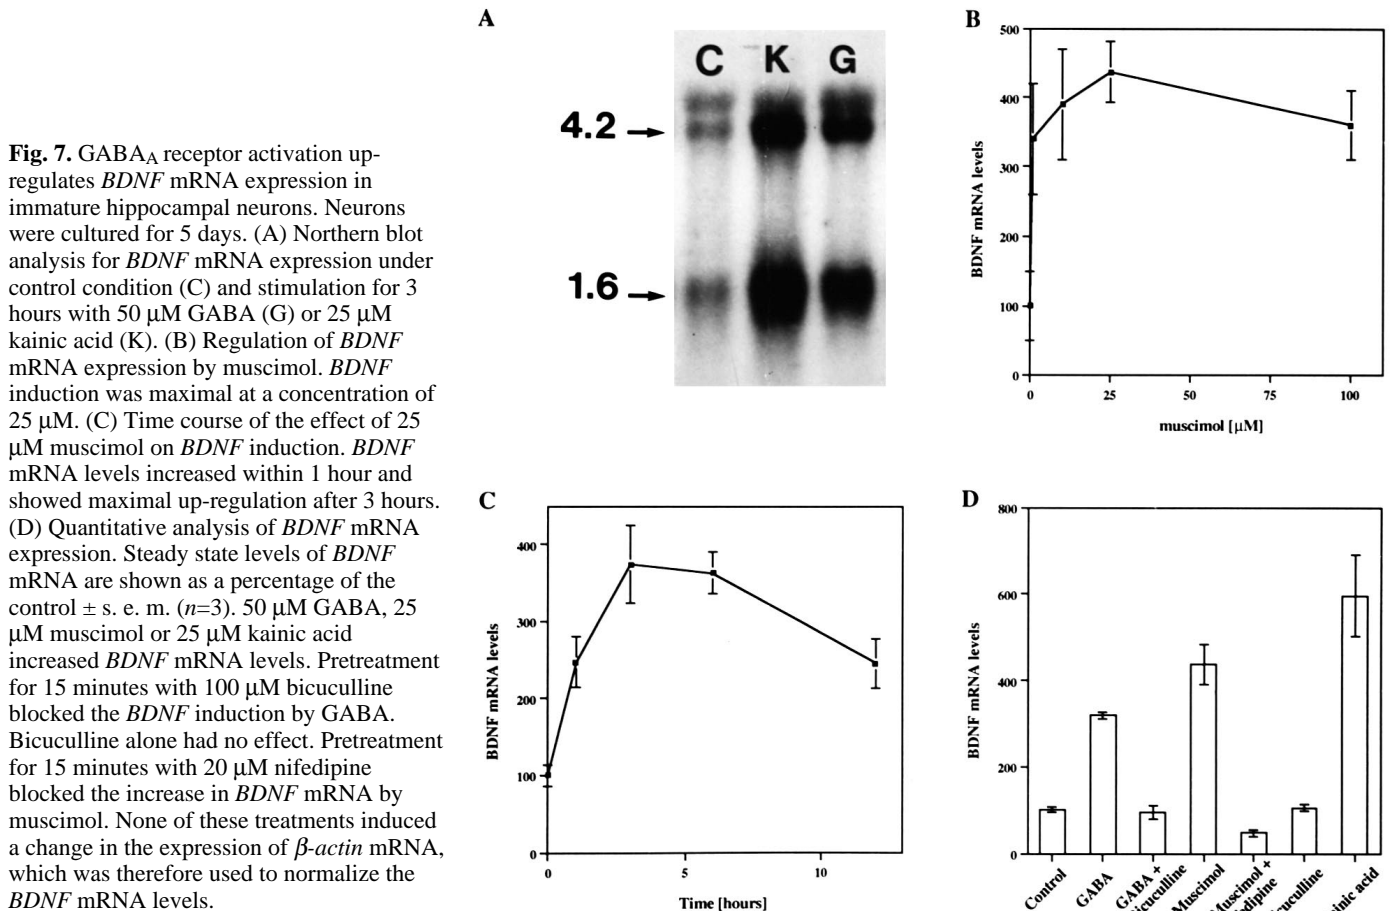 Fig. 7. GABAA receptor activation up-
regulates BDNF mRNA expression in
immature hippocampal neurons. Neurons
were cultured for 5 days. (A) Northern blot
analysis for BDNF mRNA expression under
control condition (C) and stimulation for 3
hours with 50 µM GABA (G) or 25 µM
kainic acid (K). (B) Regulation of BDNF
mRNA expression by muscimol. BDNF
induction was maximal at a concentration of
25 µM. (C) Time course of the effect of 25
µM muscimol on BDNF induction. BDNF
mRNA levels increased within 1 hour and
showed maximal up-regulation after 3 hours.
(D) Quantitative analysis of BDNF mRNA
expression. Steady state levels of BDNF
mRNA are shown as a percentage of the
control ± s. e. m. (n=3). 50 µM GABA, 25
µM muscimol or 25 µM kainic acid
increased BDNF mRNA levels. Pretreatment
for 15 minutes with 100 µM bicuculline
blocked the BDNF induction by GABA.
Bicuculline alone had no effect. Pretreatment
for 15 minutes with 20 µM nifedipine
blocked the increase in BDNF mRNA by
muscimol. None of these treatments induced
a change in the expression of β-actin mRNA,
which was therefore used to normalize the
BDNF mRNA levels.
A
C K G
4.2
1.6
B
BDNF mRNA levels
500
400
300
200
100
0
0 25 50 75 100
muscimol [µM]
C
BDNF mRNA levels
400
300
200
100
0
0 5 10
Time [hours]
D
BDNF mRNA levels
800
600
400
200
0
Control
GABA
GABA +
icuculline
Muscimol
Muscimol +
edipine
cuculline
inic acid